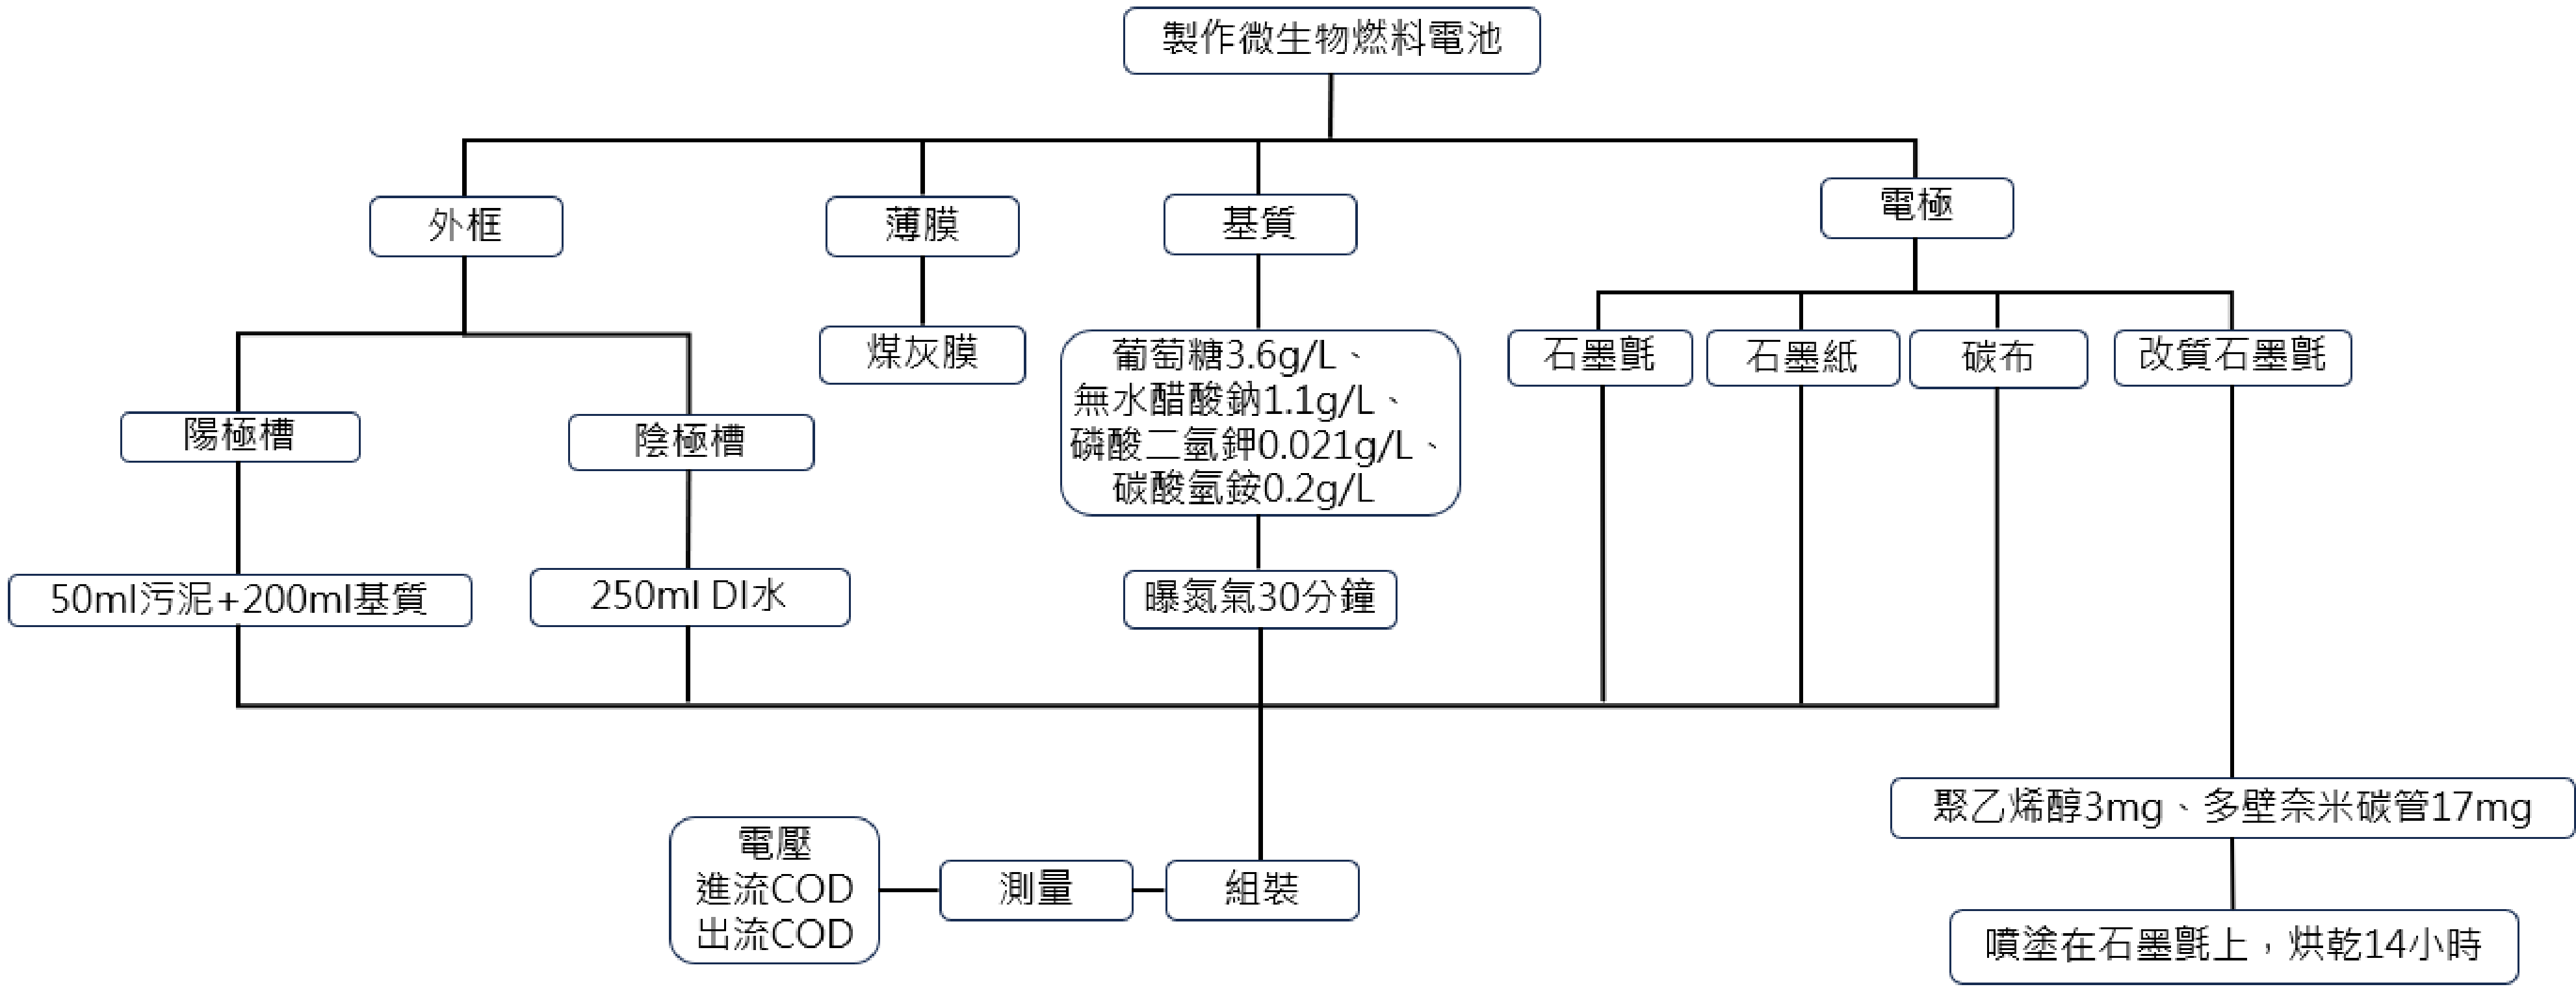 製作微生物燃料電池
外框
薄膜
基質
電極
煤灰膜
葡萄糖3.6g/L、
無水醋酸鈉1.1g/L、
磷酸二氫鉀0.021g/L、
碳酸氫銨0.2g/L
石墨氈
石墨紙
碳布
改質石墨氈
陽極槽
陰極槽
50ml污泥+200ml基質
250ml DI水
曝氮氣30分鐘
聚乙烯醇3mg、多壁奈米碳管17mg
電壓
進流COD
出流COD
測量
組裝
噴塗在石墨氈上，烘乾14小時